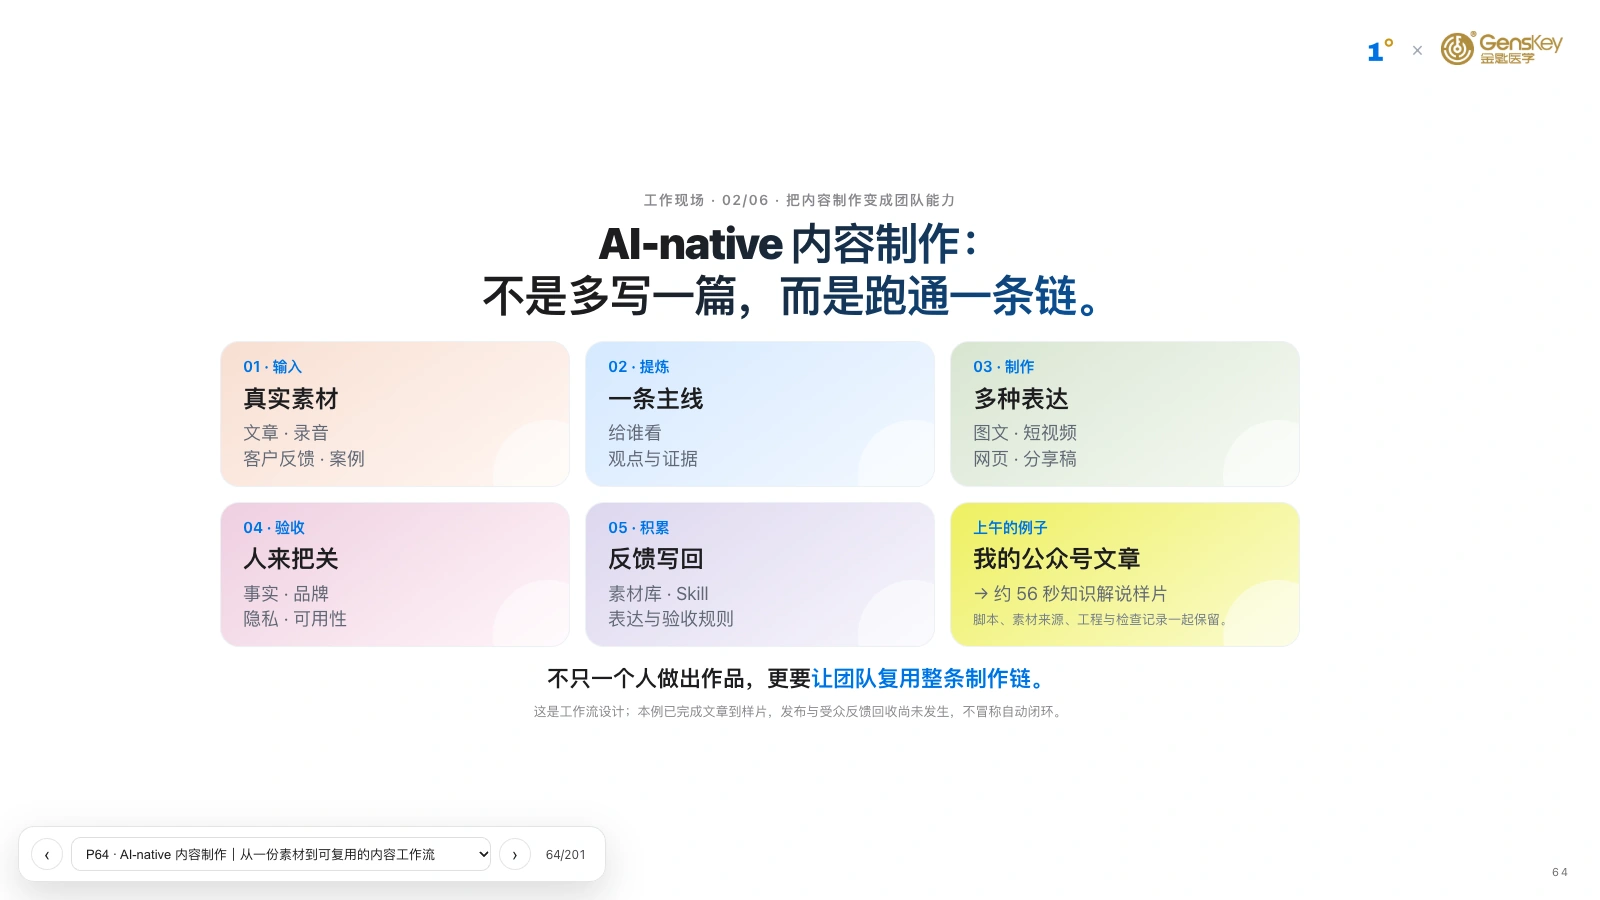 1°
×
GensKey®
金匙医学
工作现场 · 02/06 · 把内容制作变成团队能力
AI-native 内容制作：
不是多写一篇，而是跑通一条链。
01 · 输入
真实素材
文章 · 录音
客户反馈 · 案例
02 · 提炼
一条主线
给谁看
观点与证据
03 · 制作
多种表达
图文 · 短视频
网页 · 分享稿
04 · 验收
人来把关
事实 · 品牌
隐私 · 可用性
05 · 积累
反馈写回
素材库 · Skill
表达与验收规则
上午的例子
我的公众号文章
→ 约 56 秒知识解说样片
脚本、素材来源、工程与检查记录一起保留。
不只一个人做出作品，更要让团队复用整条制作链。
这是工作流设计；本例已完成文章到样片，发布与受众反馈回收尚未发生，不冒称自动闭环。
‹
P64 · AI-native 内容制作｜从一份素材到可复用的内容工作流
›
64/201
64